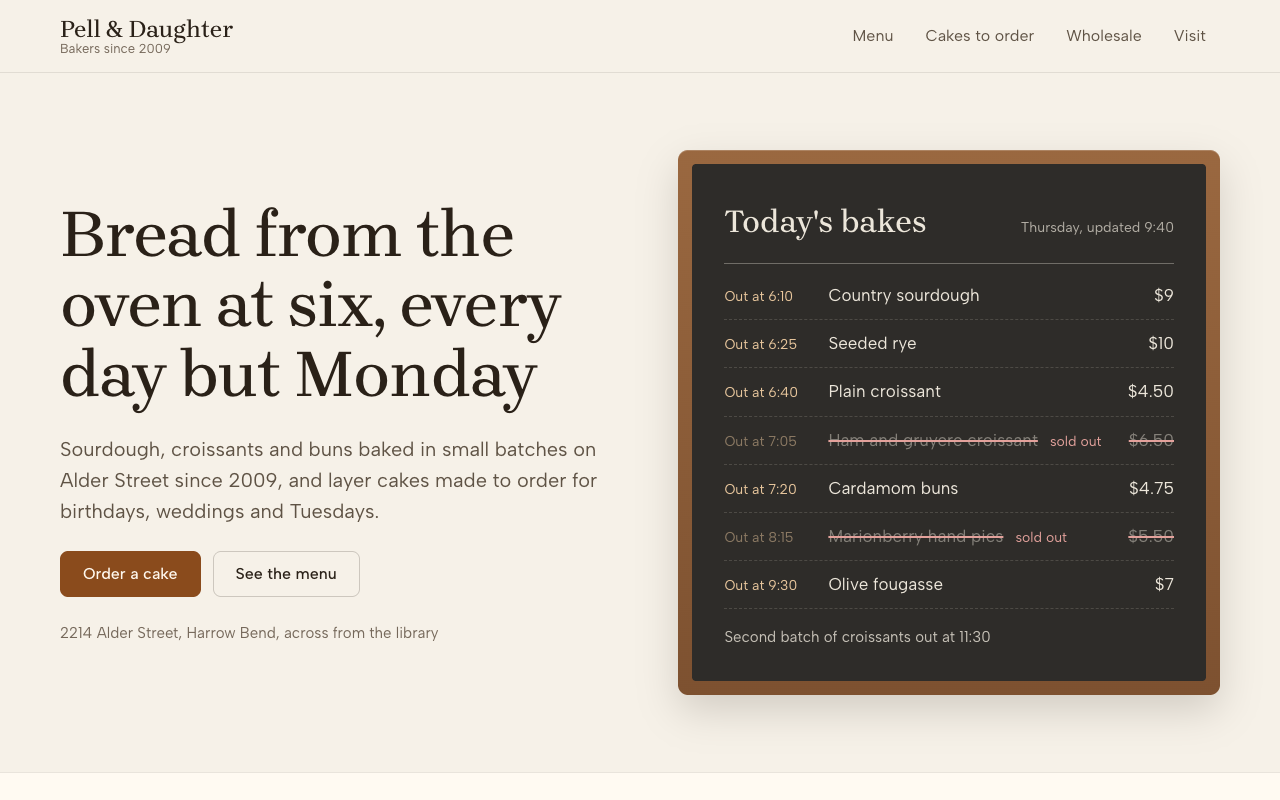 Pell & Daughter
Bakers since 2009
Menu Cakes to order Wholesale Visit
Bread from the
oven at six, every
day but Monday
Sourdough, croissants and buns baked in small batches on
Alder Street since 2009, and layer cakes made to order for
birthdays, weddings and Tuesdays.
Order a cake See the menu
2214 Alder Street, Harrow Bend, across from the library
Today's bakes Thursday, updated 9:40
Out at 6:10 Country sourdough $9
Out at 6:25 Seeded rye $10
Out at 6:40 Plain croissant $4.50
Out at 7:05 Ham and gruyere croissant sold out $6.50
Out at 7:20 Cardamom buns $4.75
Out at 8:15 Marionberry hand pies sold out $5.50
Out at 9:30 Olive fougasse $7
Second batch of croissants out at 11:30